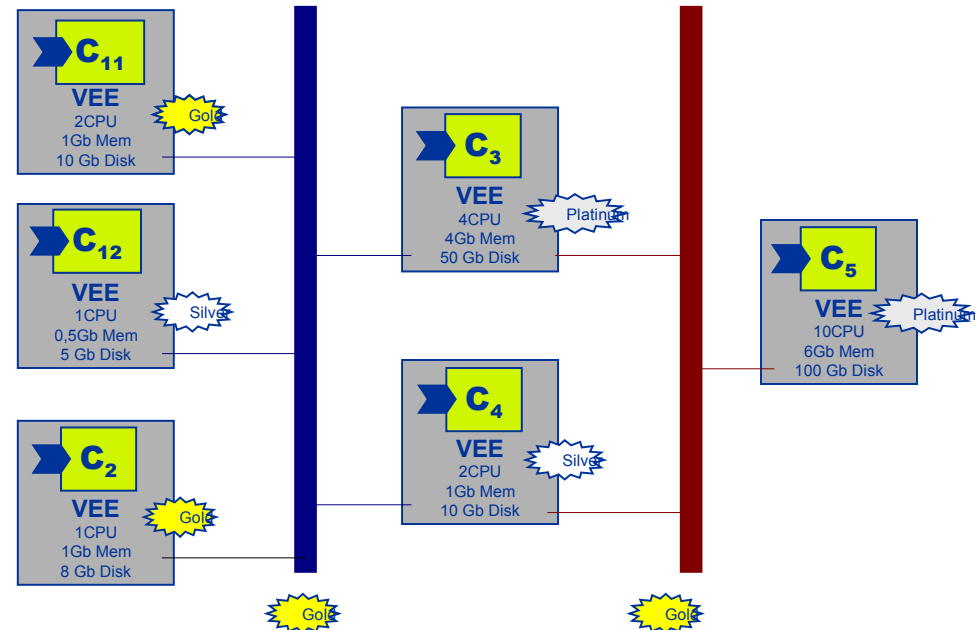 C11
VEE
2CPU
1Gb Mem
10 Gb Disk
Gold
C12
VEE
1CPU
0,5Gb Mem
5 Gb Disk
Silver
C2
VEE
1CPU
1Gb Mem
8 Gb Disk
Gold
C3
VEE
4CPU
4Gb Mem
50 Gb Disk
Platinum
C4
VEE
2CPU
1Gb Mem
10 Gb Disk
Silver
C5
VEE
10CPU
6Gb Mem
100 Gb Disk
Platinum
Gold
Gold